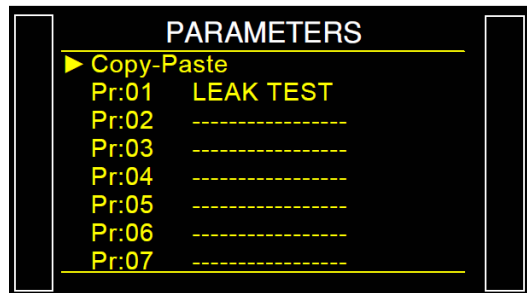 PARAMETERS
► Copy-Paste
Pr:01 LEAK TEST
Pr:02 -----------------
Pr:03 -----------------
Pr:04 -----------------
Pr:05 -----------------
Pr:06 -----------------
Pr:07 -----------------